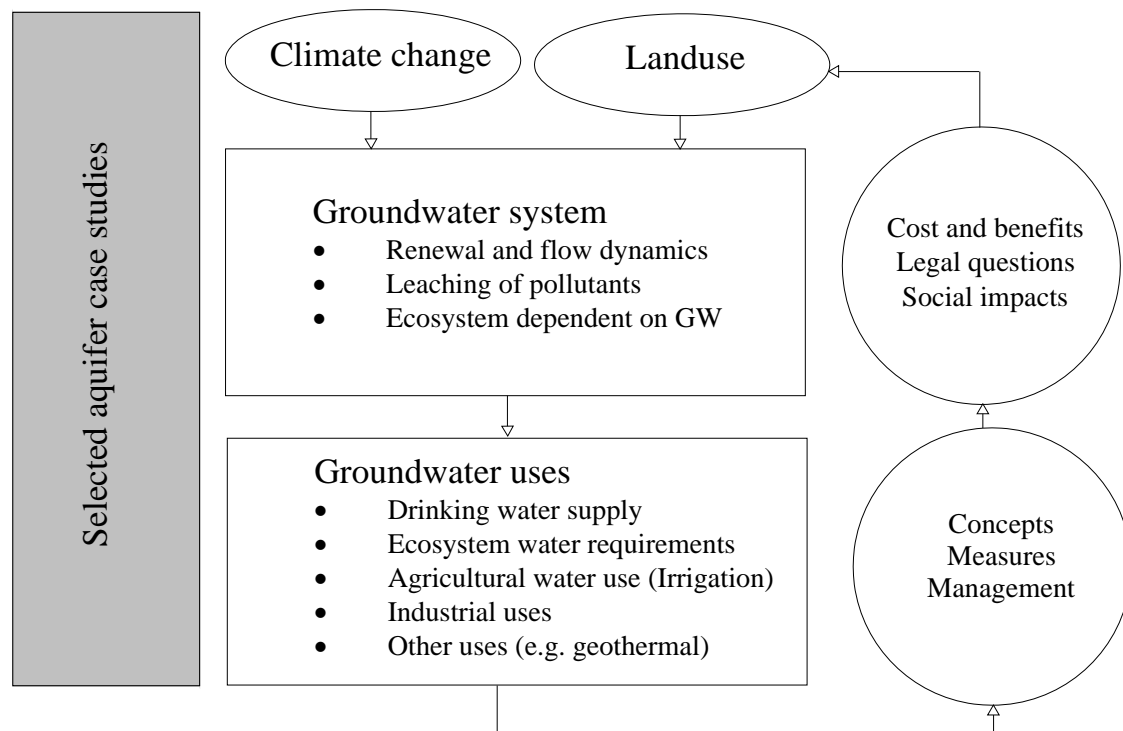 Selected aquifer case studies
Climate change
Landuse
Groundwater system
• Renewal and flow dynamics
• Leaching of pollutants
• Ecosystem dependent on GW
Groundwater uses
• Drinking water supply
• Ecosystem water requirements
• Agricultural water use (Irrigation)
• Industrial uses
• Other uses (e.g. geothermal)
Cost and benefits
Legal questions
Social impacts
Concepts
Measures
Management